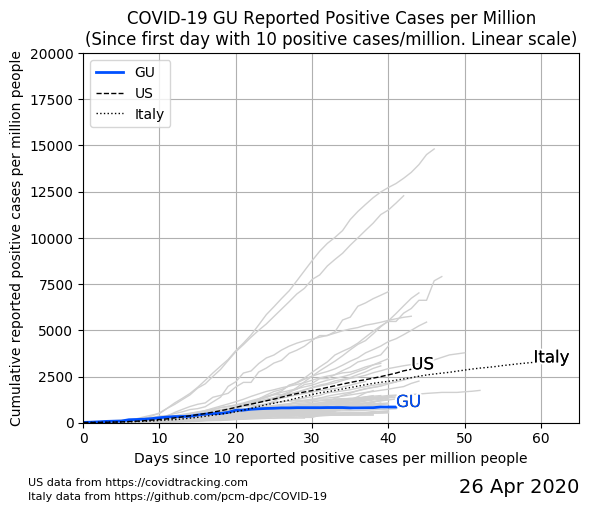 COVID-19 GU Reported Positive Cases per Million
(Since first day with 10 positive cases/million. Linear scale)
Cumulative reported positive cases per million people
20000
17500
15000
12500
10000
7500
5000
2500
0
GU
US
Italy
US
Italy
GU
0 10 20 30 40 50 60
Days since 10 reported positive cases per million people
US data from https://covidtracking.com
Italy data from https://github.com/pcm-dpc/COVID-19
26 Apr 2020